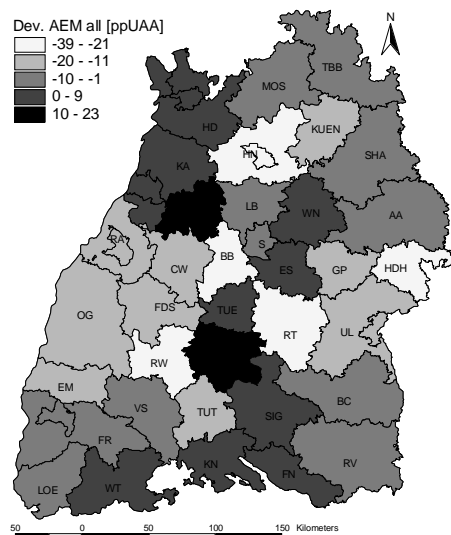 Dev. AEM all [ppUAA]
-39 - -21
-20 - -11
-10 - -1
0 - 9
10 - 23
N
TBB
MOS
HD
KUEN
HN
SHA
KA
LB
WN
AA
RA
S
BB
CW
ES
GP
HDH
OG
FDS
TUE
RT
UL
RW
EM
VS
TUT
SIG
BC
FR
LOE
WT
KN
FN
RV
50 0 50 100 150 Kilometers